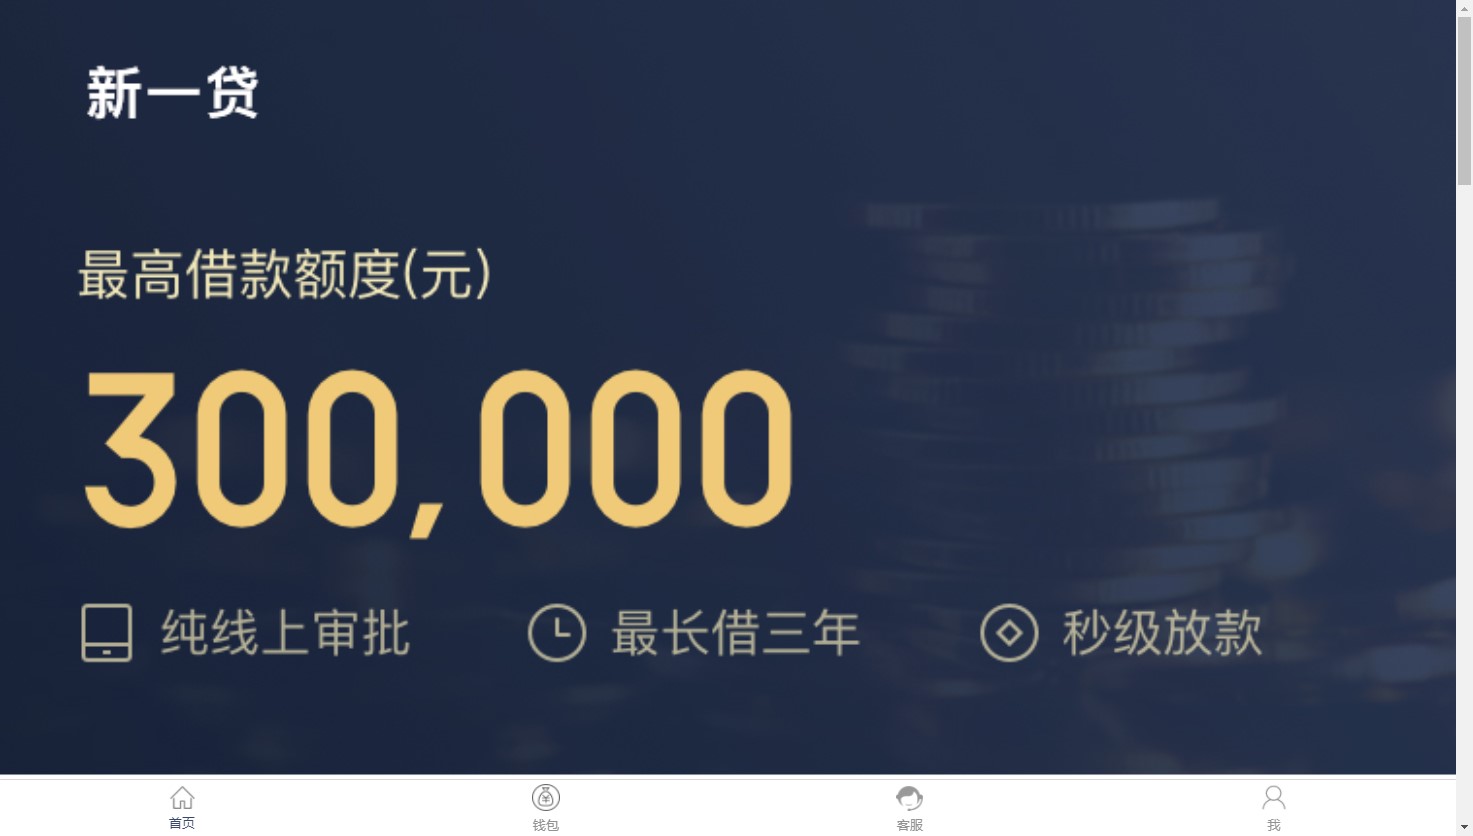 新一贷
最高借款额度(元)
300,000
纯线上审批 最长借三年 秒级放款
首页 钱包 客服 我